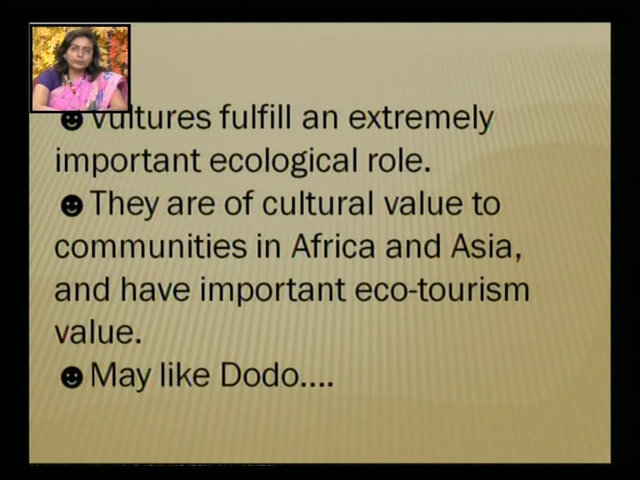 ☻Vultures fulfill an extremely
important ecological role.
☻They are of cultural value to
communities in Africa and Asia,
and have important eco-tourism
value.
☻May like Dodo....